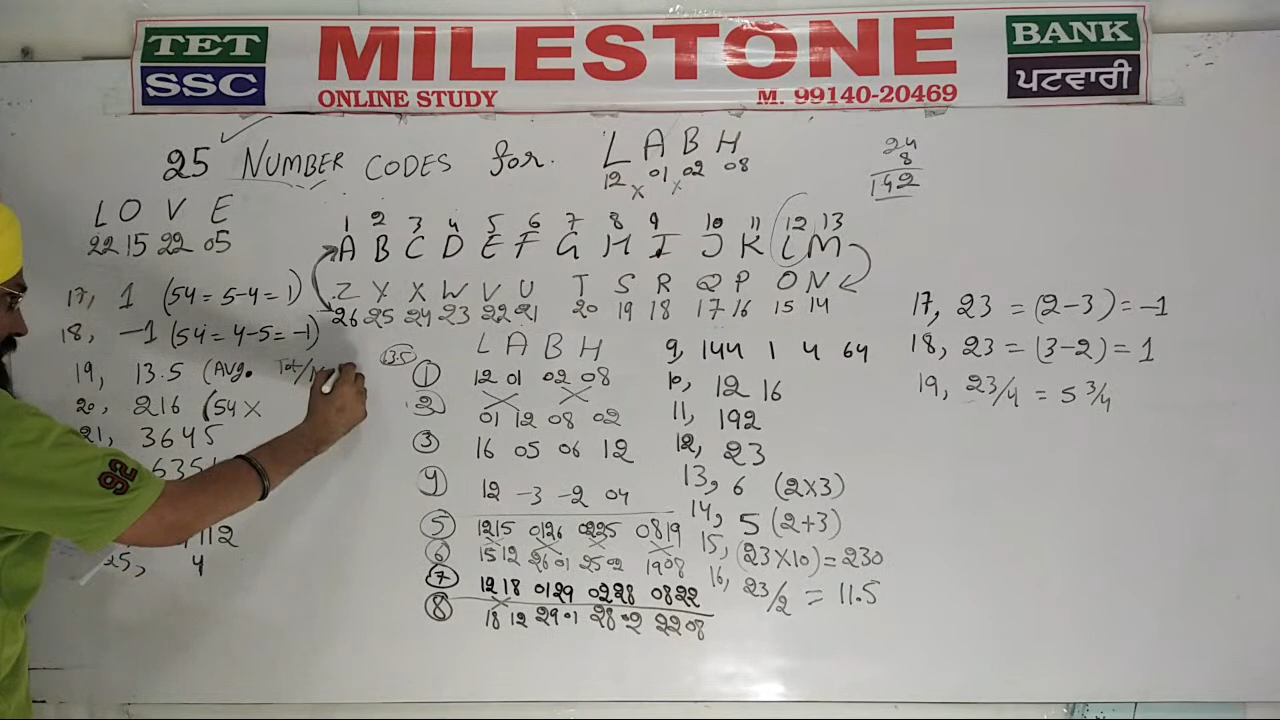 TET
SSC
MILESTONE
ONLINE STUDY
M. 99140-20469
BANK
ਪਟਵਾਰੀ
25 NUMBER CODES for. L A B H
12 × 01 × 02 08
24
8
192
L O V E
22 15 22 05
17, 1 (54 = 5-4 = 1)
18, -1 (54 = 4-5 = -1)
19, 13.5 (Avg. Tot/
20, 216 (54 ×
21, 3645
635
112
25, 4
1 2 3 4 5 6 7 8 9 10 11 12 13
A B C D E F G H I J K L M
Z Y X W V U T S R Q P O N
26 25 24 23 22 21 20 19 18 17 16 15 14
13.5
L A B H
① 12 01 02 08
② 01 12 08 02
③ 16 05 06 12
9 12 -3 -2 04
⑤ 1215 0126 0225 0819
⑥ 1512 2601 2502 1908
⑦ 1218 0129 0228 0822
⑧ 1812 2901 2802 2208
9, 144 1 4 64
10, 12 16
11, 192
12, 23
13, 6 (2×3)
14, 5 (2+3)
15, (23×10) = 230
16, 23/2 = 11.5
17, 23 = (2-3) = -1
18, 23 = (3-2) = 1
19, 23/4 = 5 3/4
92